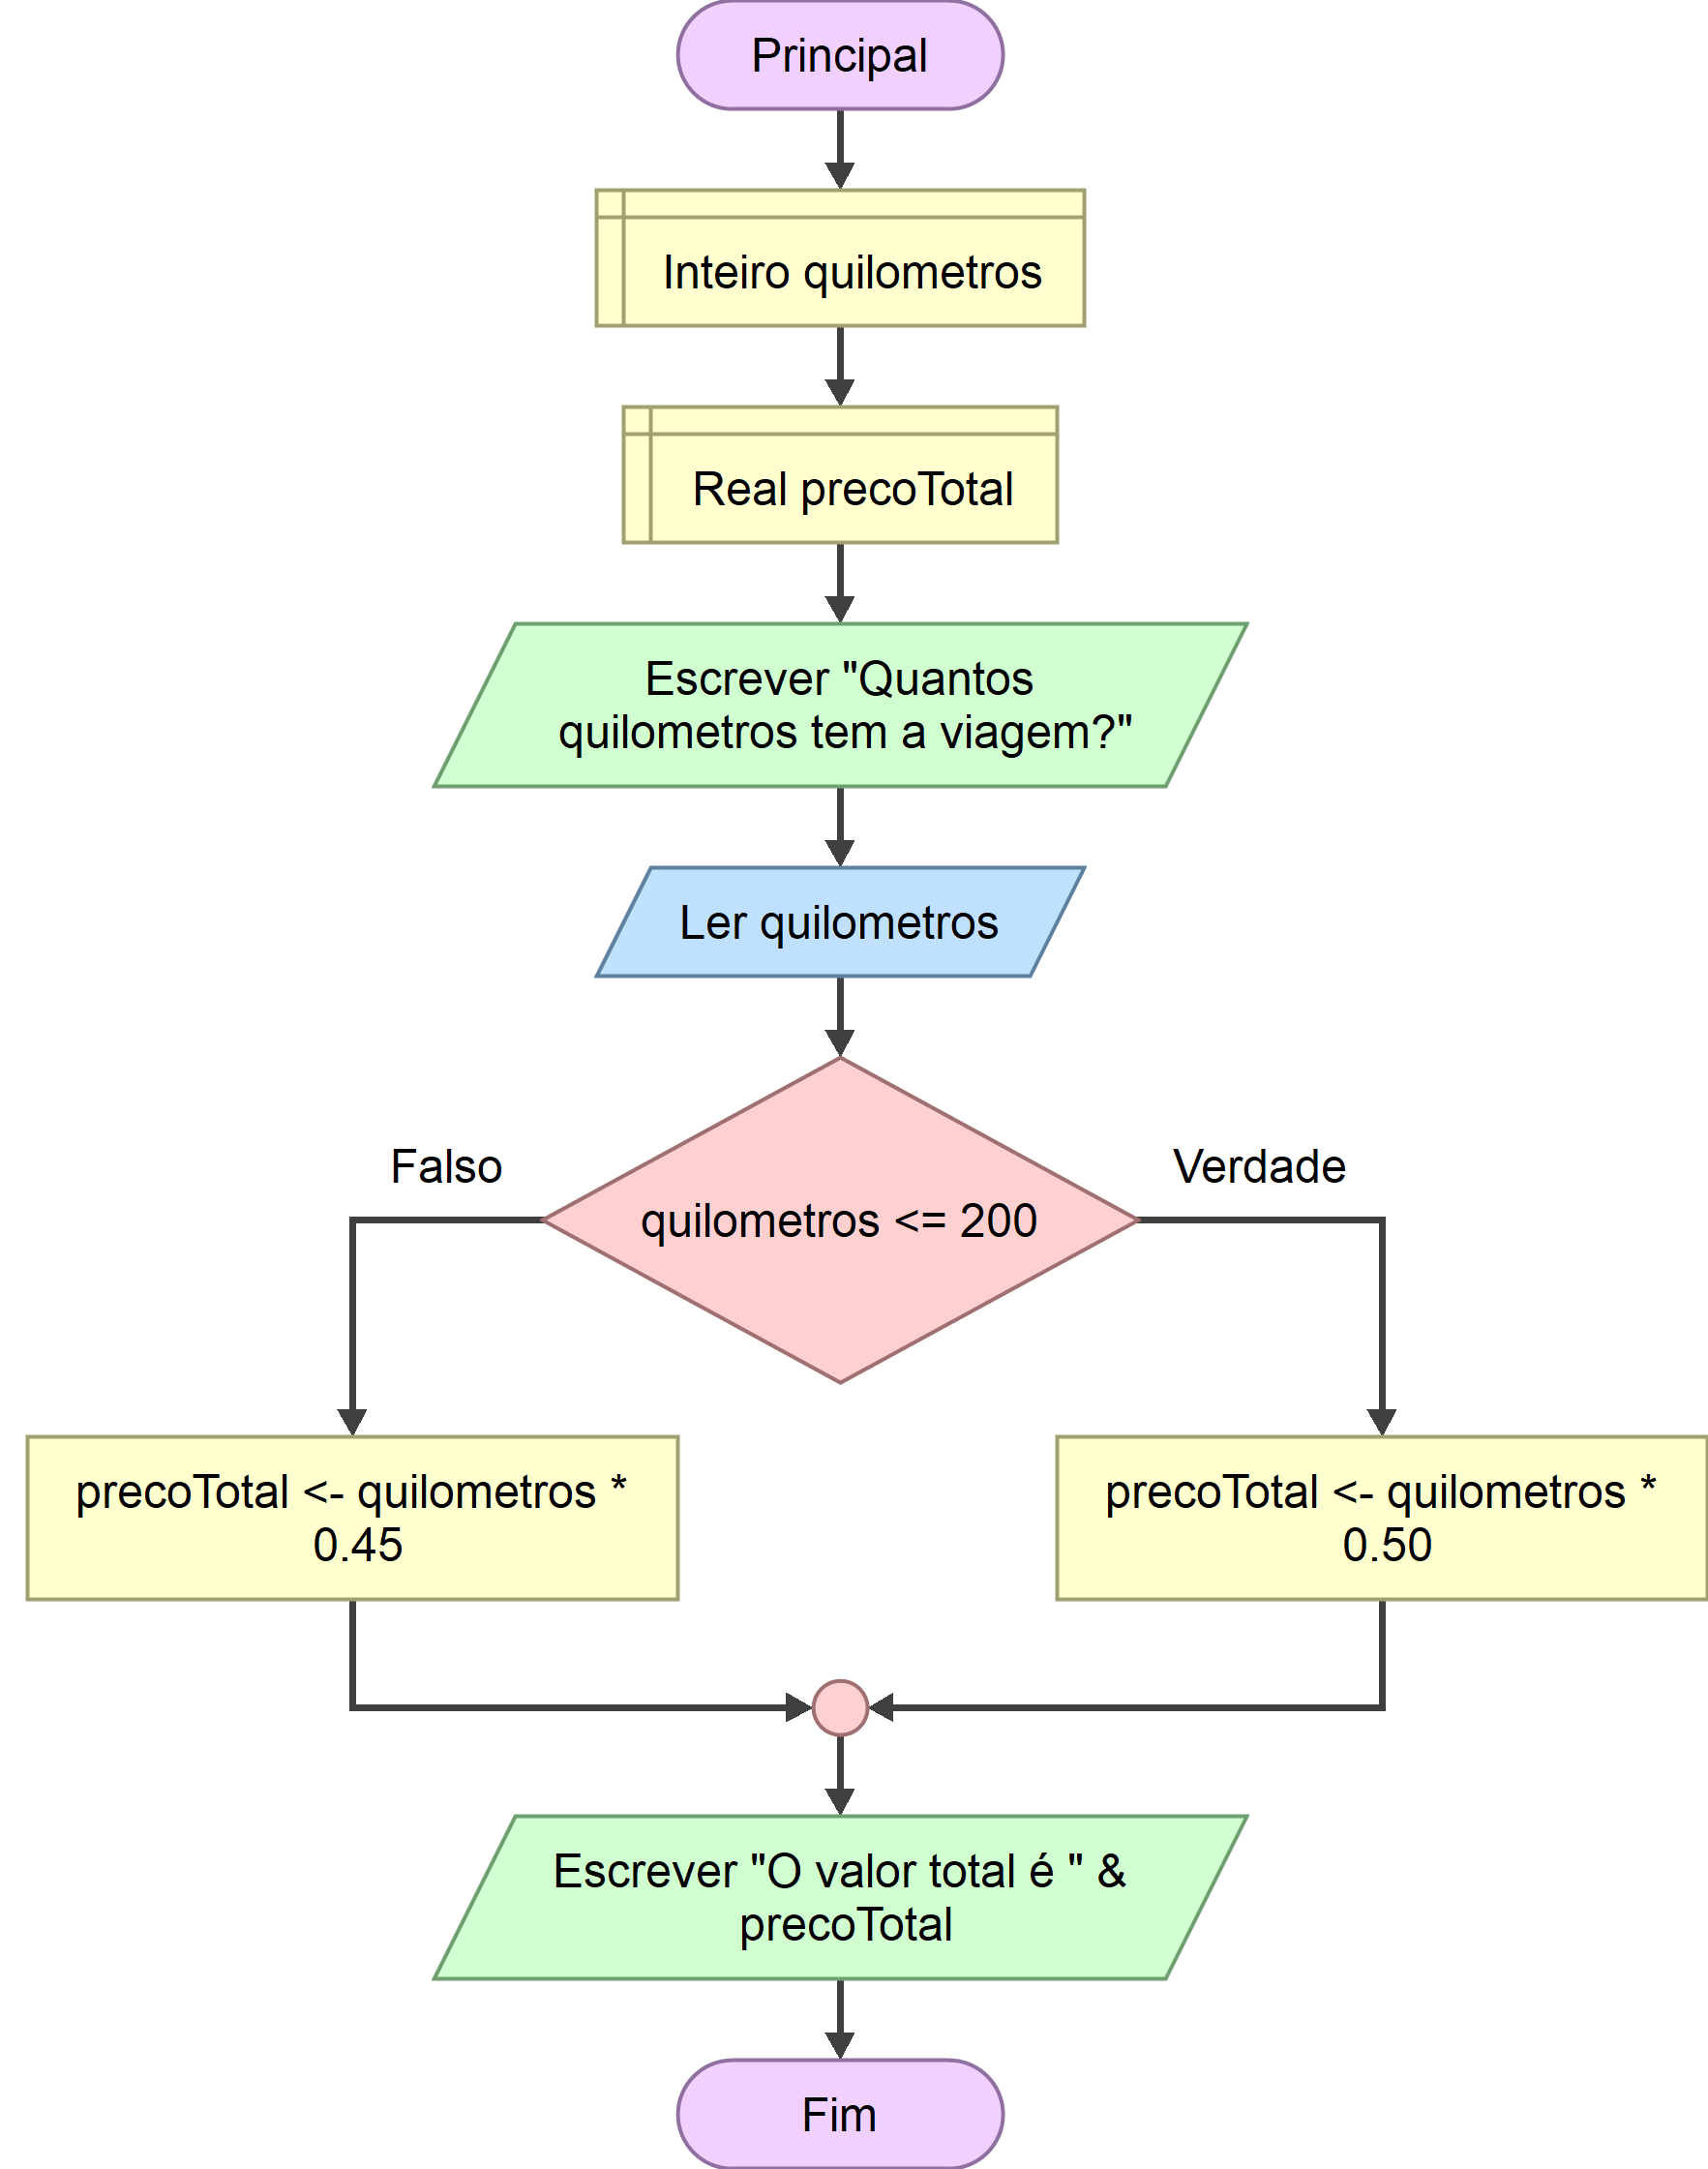 Principal
Inteiro quilometros
Real precoTotal
Escrever "Quantos
quilometros tem a viagem?"
Ler quilometros
Falso
Verdade
quilometros <= 200
precoTotal <- quilometros *
0.45
precoTotal <- quilometros *
0.50
Escrever "O valor total é " &
precoTotal
Fim